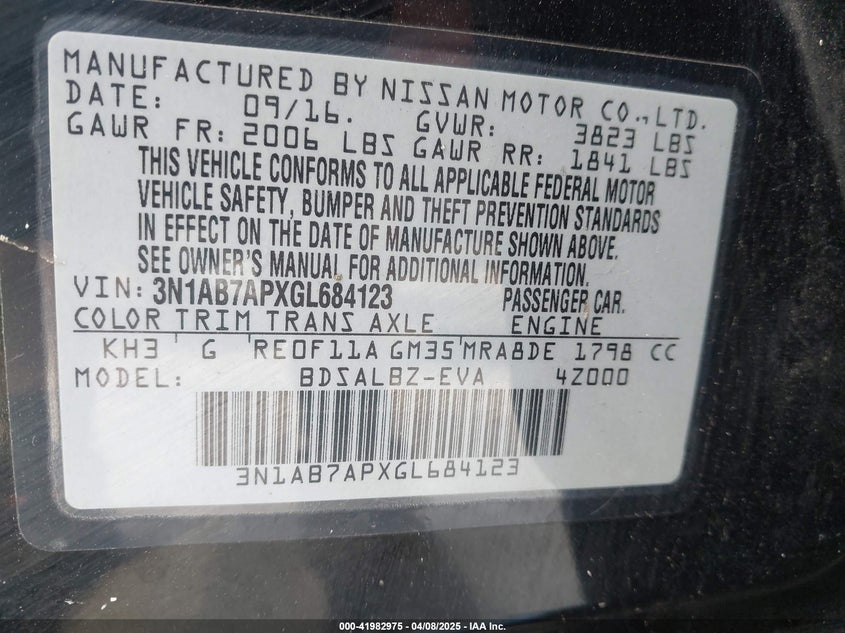 MANUFACTURED BY NISSAN MOTOR CO.,LTD.
DATE: 09/16. GVWR: 3823 LBS
GAWR FR: 2006 LBS GAWR RR: 1841 LBS
THIS VEHICLE CONFORMS TO ALL APPLICABLE FEDERAL MOTOR
VEHICLE SAFETY, BUMPER AND THEFT PREVENTION STANDARDS
IN EFFECT ON THE DATE OF MANUFACTURE SHOWN ABOVE.
SEE OWNER'S MANUAL FOR ADDITIONAL INFORMATION.
VIN: 3N1AB7APXGL684123 PASSENGER CAR.
COLOR TRIM TRANS AXLE ENGINE
KH3 G RE0F11A GM35 MRA8DE 1798 CC
MODEL: BDSALBZ-EVA 4Z000
3N1AB7APXGL684123
000-41982975 | 04/08/2025 | IAA Inc.